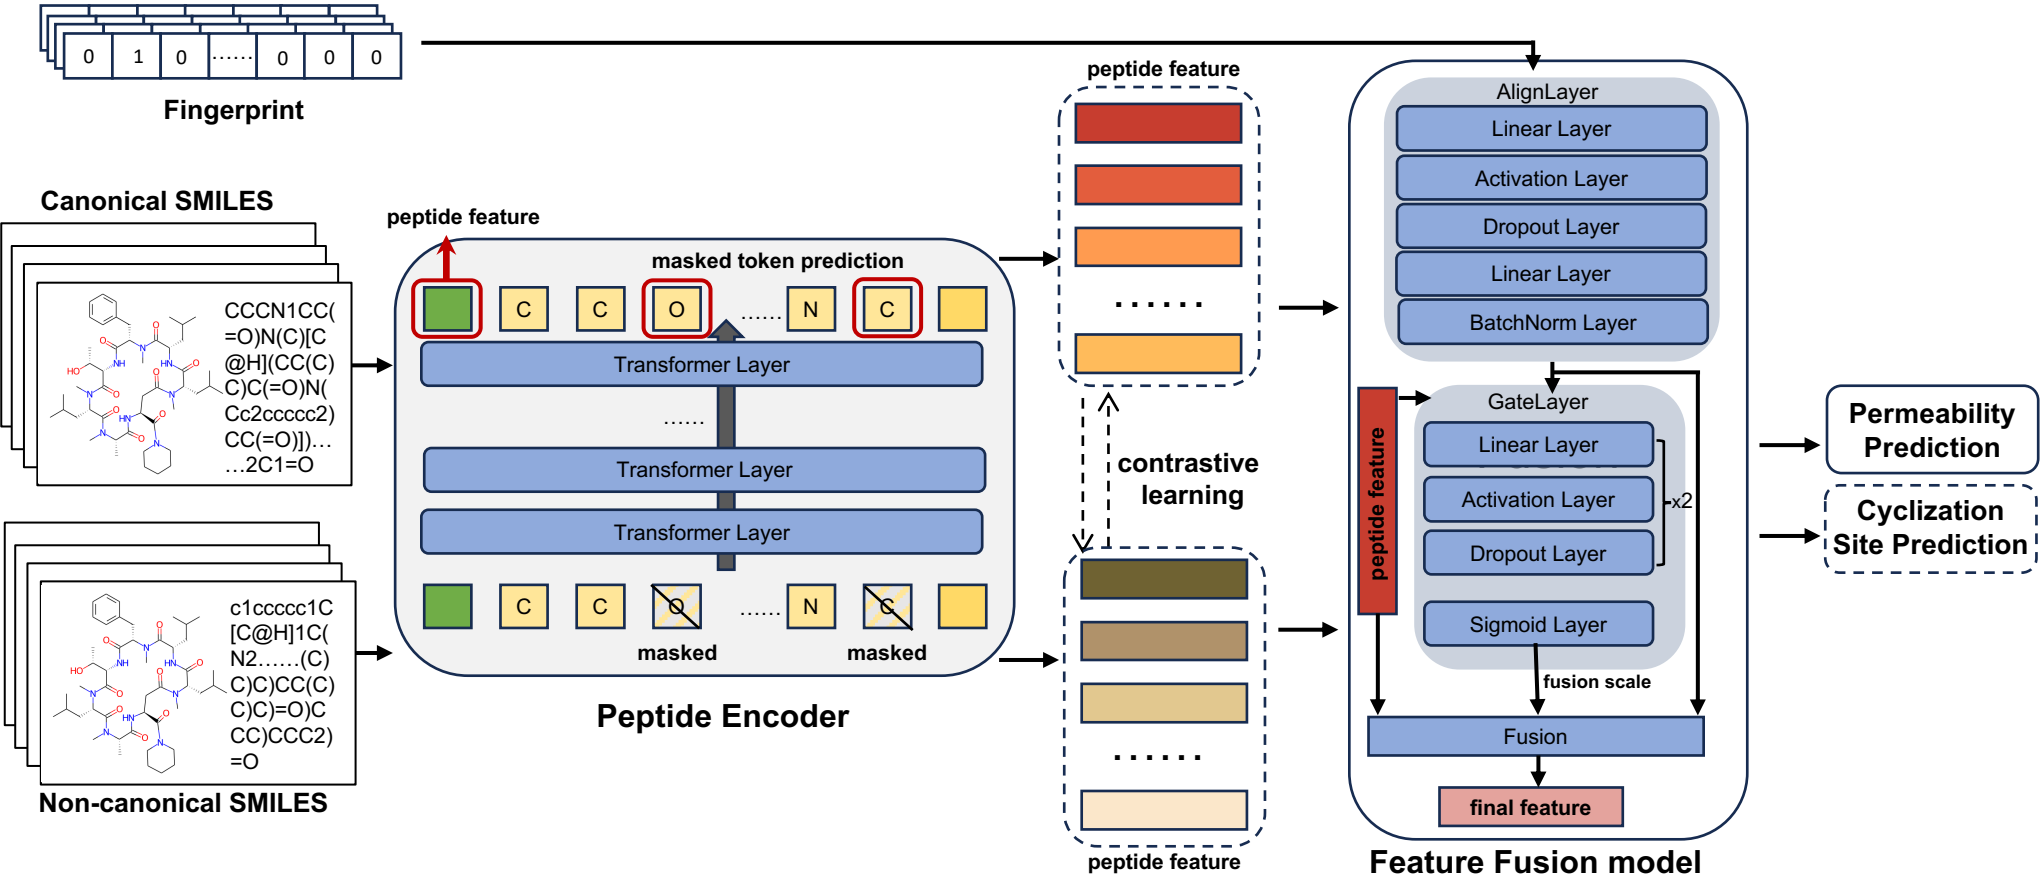 0 1 0 ...... 0 0 0
Fingerprint
Canonical SMILES
CCCN1CC(
=O)N(C)[C
@H](CC(C)
C)C(=O)N(
Cc2ccccc2)
CC(=O)])...
...2C1=O
c1ccccc1C
[C@H]1C(
N2......(C)
C)C)CC(C)
C)C)=O)C
CC)CCC2)
=O
Non-canonical SMILES
peptide feature
masked token prediction
C C O ...... N C
Transformer Layer
......
Transformer Layer
Transformer Layer
C C O ...... N C
masked masked
Peptide Encoder
peptide feature
......
contrastive
learning
......
peptide feature
AlignLayer
Linear Layer
Activation Layer
Dropout Layer
Linear Layer
BatchNorm Layer
peptide feature
GateLayer
Linear Layer
Activation Layer
x2
Dropout Layer
Sigmoid Layer
fusion scale
Fusion
final feature
Feature Fusion model
Permeability
Prediction
Cyclization
Site Prediction